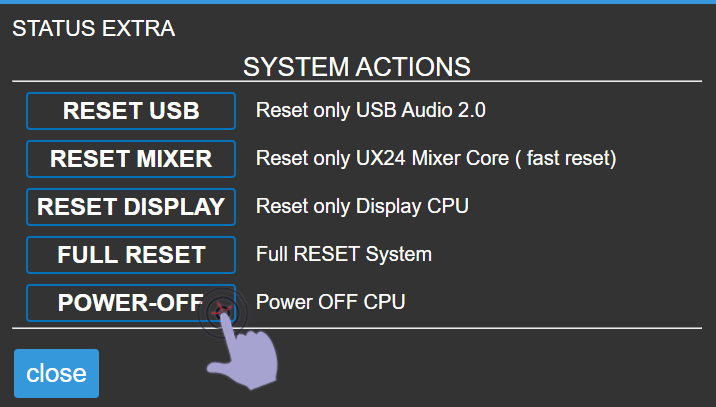 STATUS EXTRA
SYSTEM ACTIONS
RESET USB Reset only USB Audio 2.0
RESET MIXER Reset only UX24 Mixer Core ( fast reset)
RESET DISPLAY Reset only Display CPU
FULL RESET Full RESET System
POWER-OFF Power OFF CPU
close